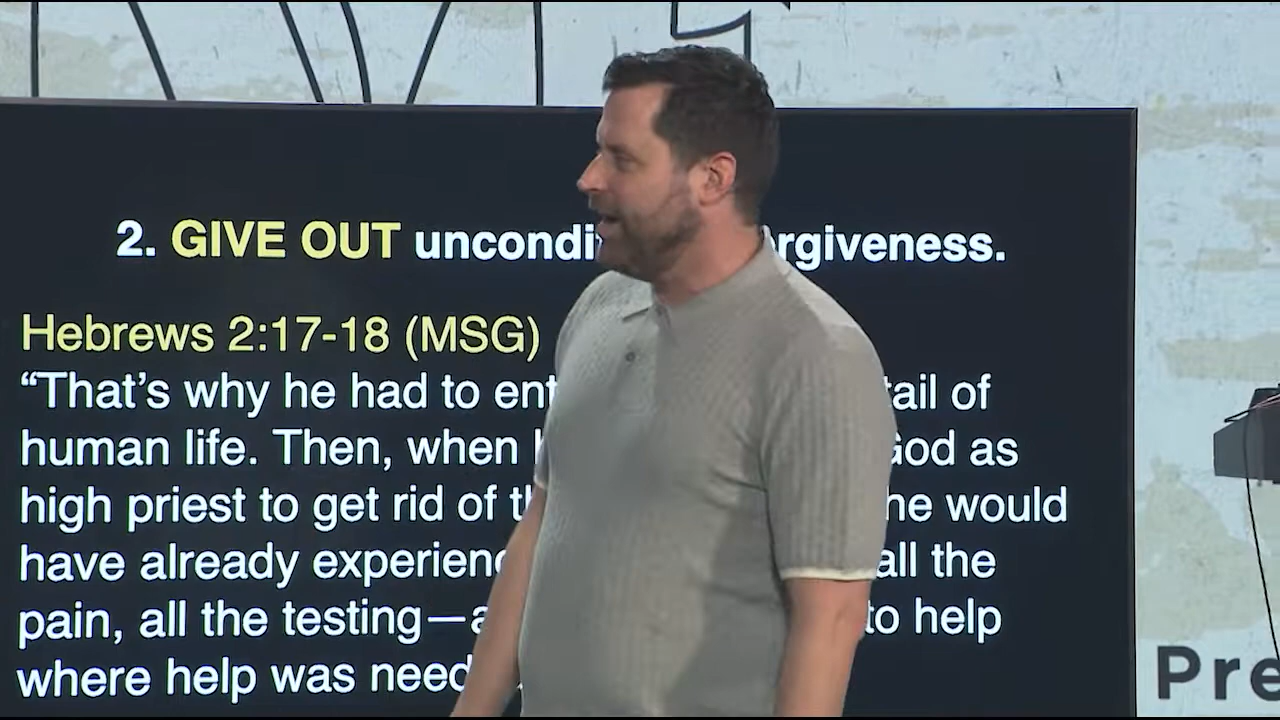 2. GIVE OUT uncondi rgiveness.
Hebrews 2:17-18 (MSG)
“That’s why he had to ent tail of
human life. Then, when God as
high priest to get rid of th he would
have already experienc all the
pain, all the testing—a to help
where help was need
Pre